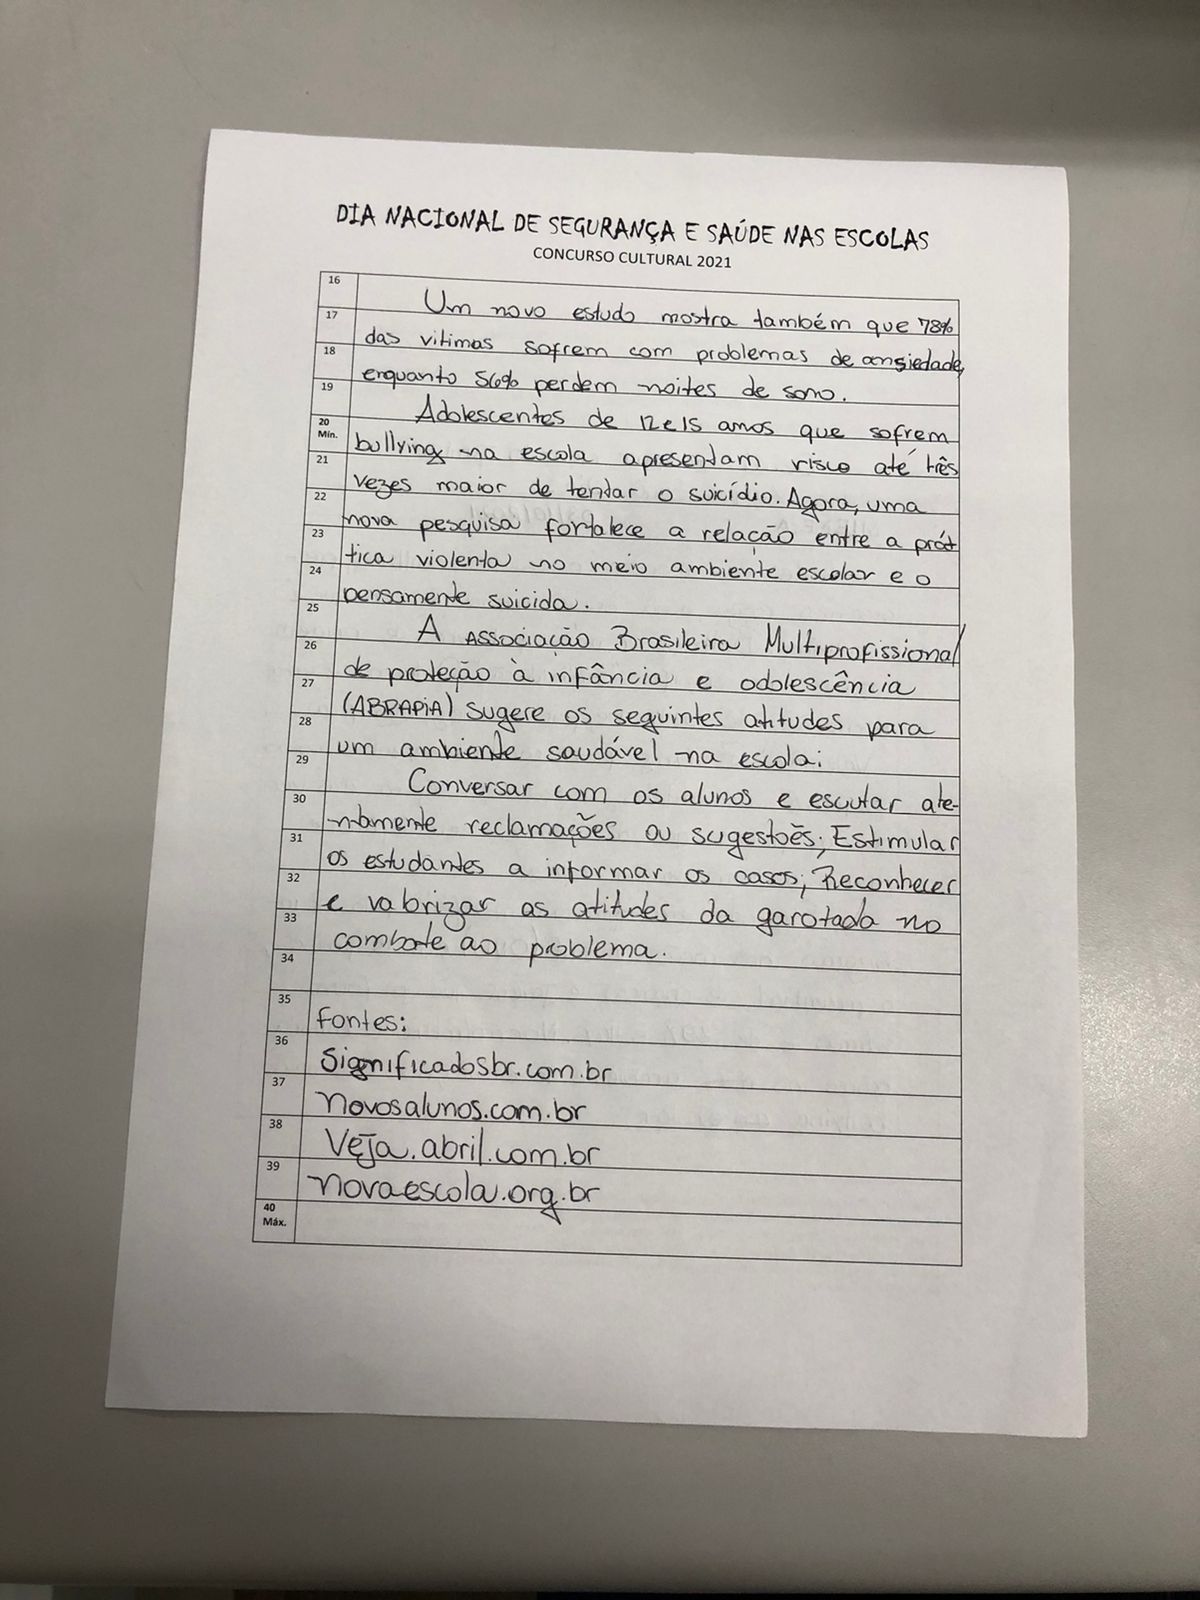 DIA NACIONAL DE SEGURANÇA E SAÚDE NAS ESCOLAS
CONCURSO CULTURAL 2021
16 Um novo estudo mostra também que 78%
17 das vitimas sofrem com problemas de ansiedade,
18 enquanto 56% perdem noites de sono.
19 Adolescentes de 12 e 15 anos que sofrem
20 Mín. bullying na escola apresentam risco até três
21 vezes maior de tentar o suicídio. Agora, uma
22 nova pesquisa fortalece a relação entre a prát
23 tica violenta no meio ambiente escolar e o
24 pensamente suicida.
25 A Associação Brasileira Multiprofissional
26 de proteção à infância e adolescência
27 (ABRAPIA) sugere os seguintes atitudes para
28 um ambiente saudável na escola:
29 Conversar com os alunos e escutar ate-
30 ntamente reclamações ou sugestões; Estimular
31 os estudantes a informar os casos; Reconhecer
32 e valorizar as atitudes da garotada no
33 combate ao problema.
34
35 Fontes:
36 Significadosbr.com.br
37 Novosalunos.com.br
38 Veja.abril.com.br
39 Novaescola.org.br
40 Máx.